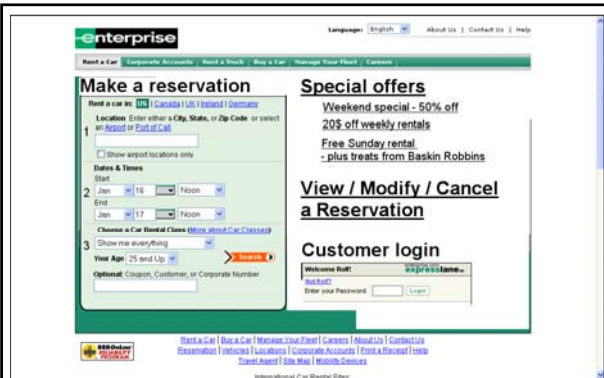 Language: English About Us | Contact Us | Help
enterprise
Rent a Car | Corporate Accounts | Rent a Truck | Buy a Car | Manage Your Fleet | Careers
Make a reservation
Rent a car in: US | Canada | UK | Ireland | Germany
1 Location Enter either a City, State, or Zip Code or select
an Airport or Port of Call.
Show airport locations only
Dates & Times
Start
2 Jan 16 Noon
End
Jan 17 Noon
Choose a Car Rental Class (More about Car Classes)
3 Show me everything
Your Age 25 and Up Search
Optional: Coupon, Customer, or Corporate Number
Special offers
Weekend special - 50% off
20$ off weekly rentals
Free Sunday rental
- plus treats from Baskin Robbins
View / Modify / Cancel
a Reservation
Customer login
Welcome Rolf! enterprise.com
expresslane
Not Rolf?
Enter your Password: Login
BBB OnLine
RELIABILITY
PROGRAM
Rent a Car | Buy a Car | Manage Your Fleet | Careers | About Us | Contact Us
Reservation | Vehicles | Locations | Corporate Accounts | Print a Receipt | Help
Travel Agent | Site Map | Mobility Devices
International Car Rental Sites: